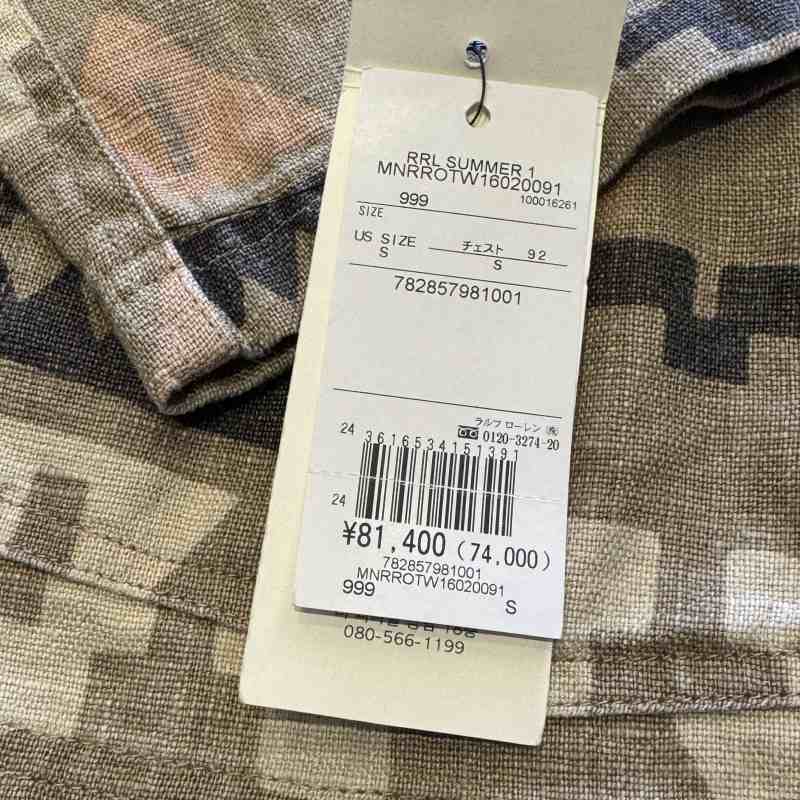 RRL SUMMER 1
MNRROTW16020091
999
100016261
SIZE
US SIZE チェスト 92
S S
782857981001
ラルフ ローレン (株)
0120-3274-20
24
3616534151391
24
¥81,400 (74,000)
782857981001
MNRROTW16020091
999 S
080-566-1199